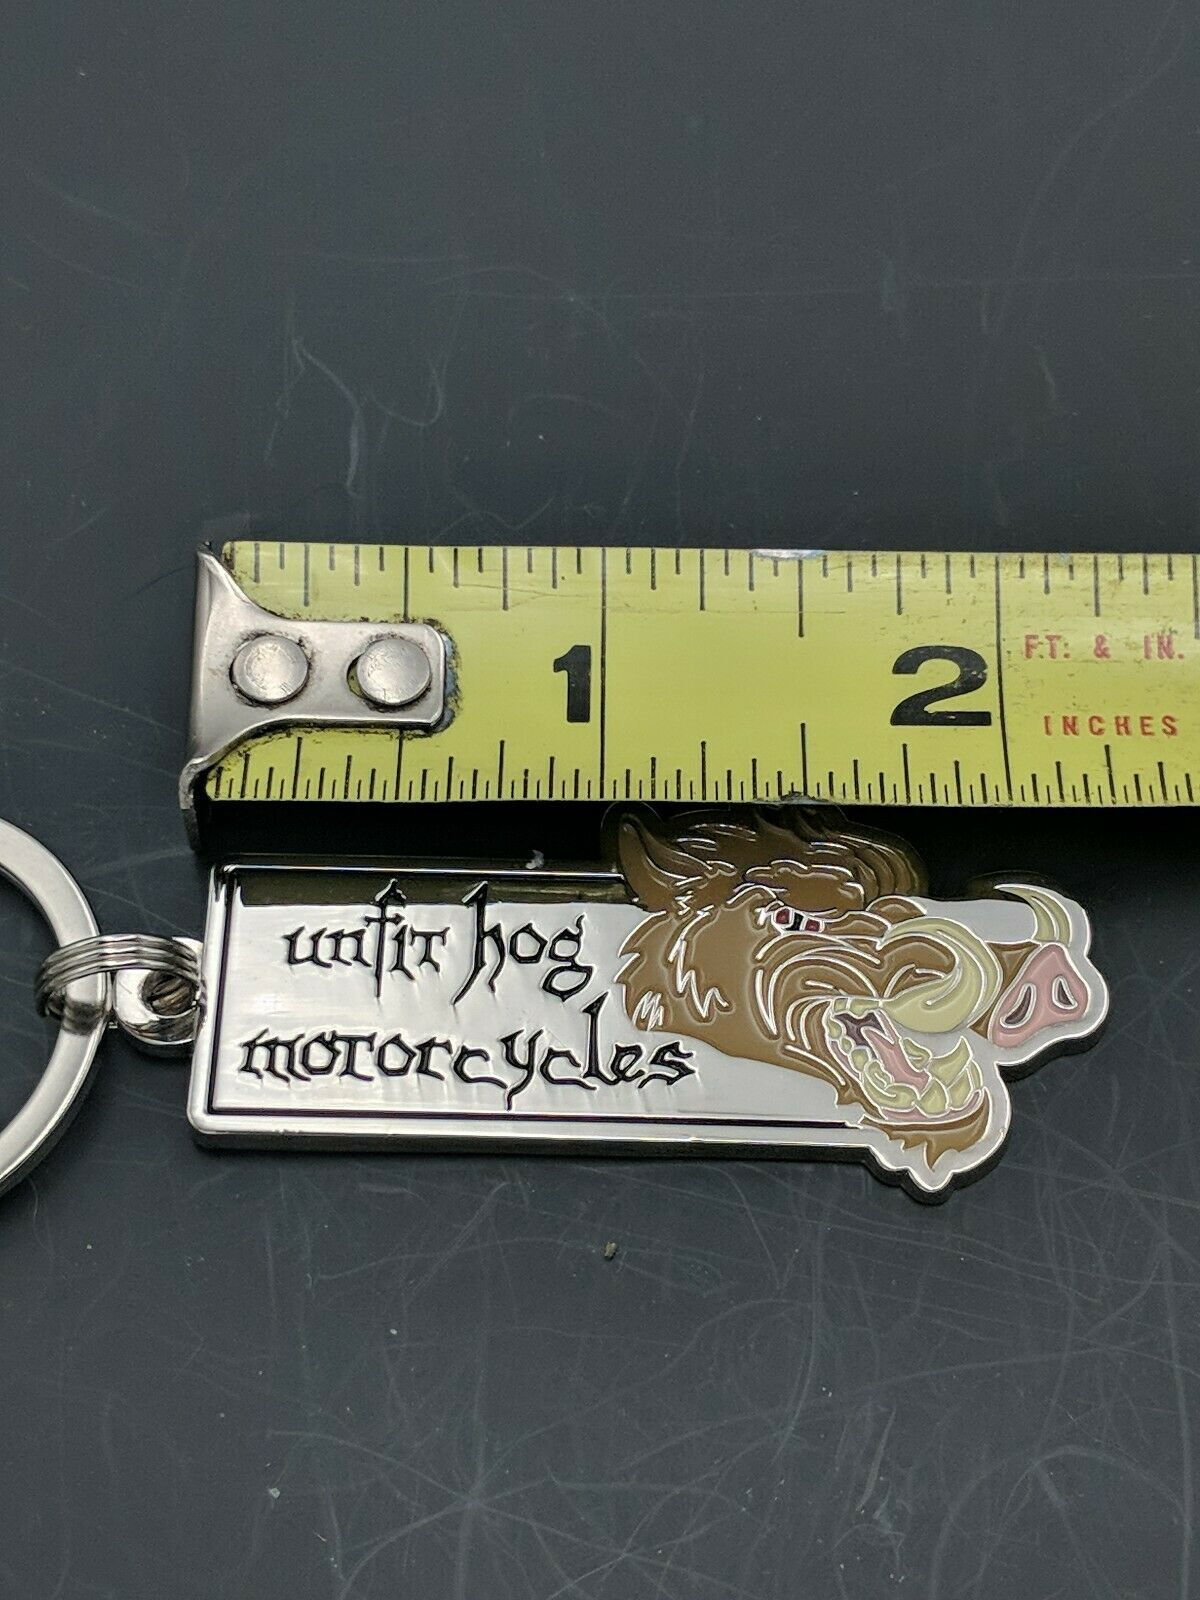 1 2 FT. & IN.
INCHES
unfit hog
motorcycles